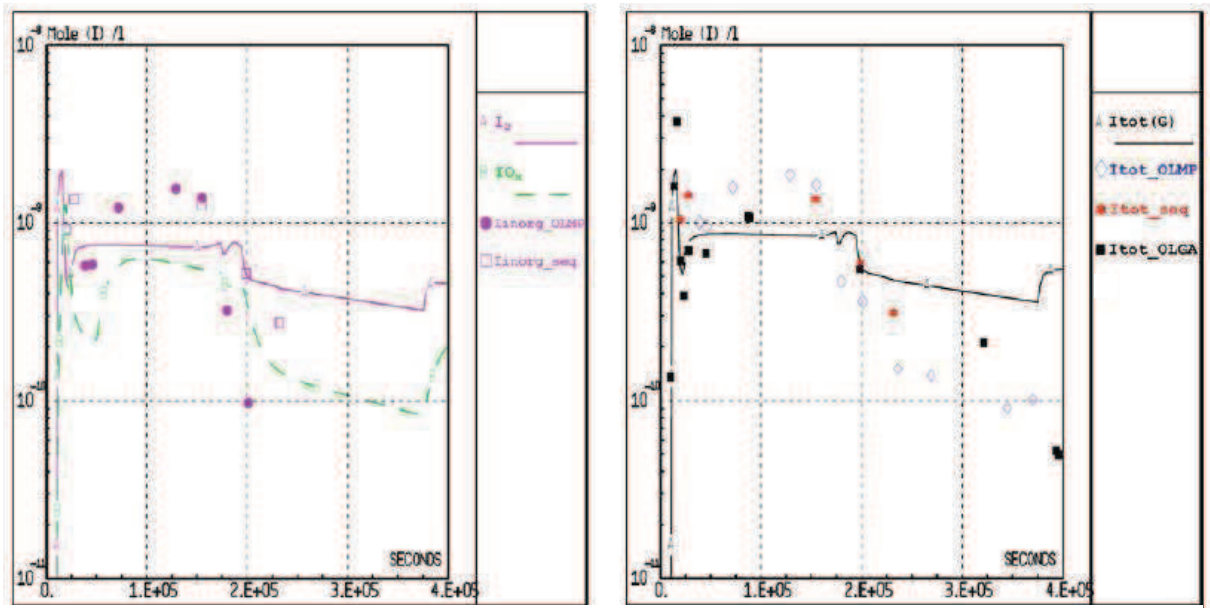 10⁻⁸ Mole (I) /l
10⁻⁹
10⁻¹⁰
10⁻¹¹
SECONDS
0. 1.E+05 2.E+05 3.E+05 4.E+05
I₂
IOₓ
Iinorg_OLMP
Iinorg_seq
10⁻⁸ Mole (I) /l
10⁻⁹
10⁻¹⁰
10⁻¹¹
SECONDS
0. 1.E+05 2.E+05 3.E+05 4.E+05
Itot(G)
Itot_OLMP
Itot_seq
Itot_OLGA